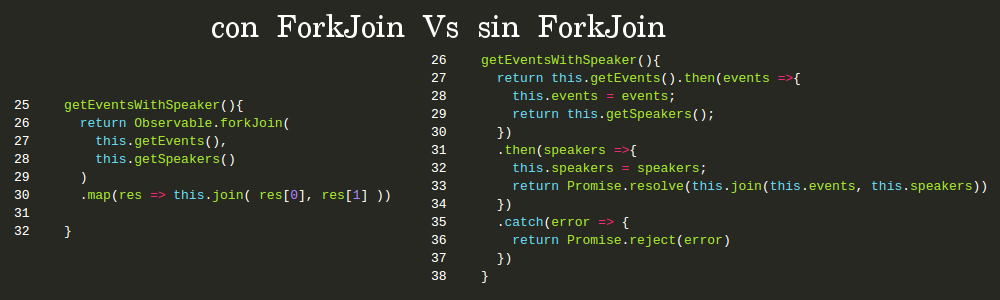 con ForkJoin Vs sin ForkJoin
25 getEventsWithSpeaker(){
26 return Observable.forkJoin(
27 this.getEvents(),
28 this.getSpeakers()
29 )
30 .map(res => this.join( res[0], res[1] ))
31
32 }
26 getEventsWithSpeaker(){
27 return this.getEvents().then(events =>{
28 this.events = events;
29 return this.getSpeakers();
30 })
31 .then(speakers =>{
32 this.speakers = speakers;
33 return Promise.resolve(this.join(this.events, this.speakers))
34 })
35 .catch(error => {
36 return Promise.reject(error)
37 })
38 }